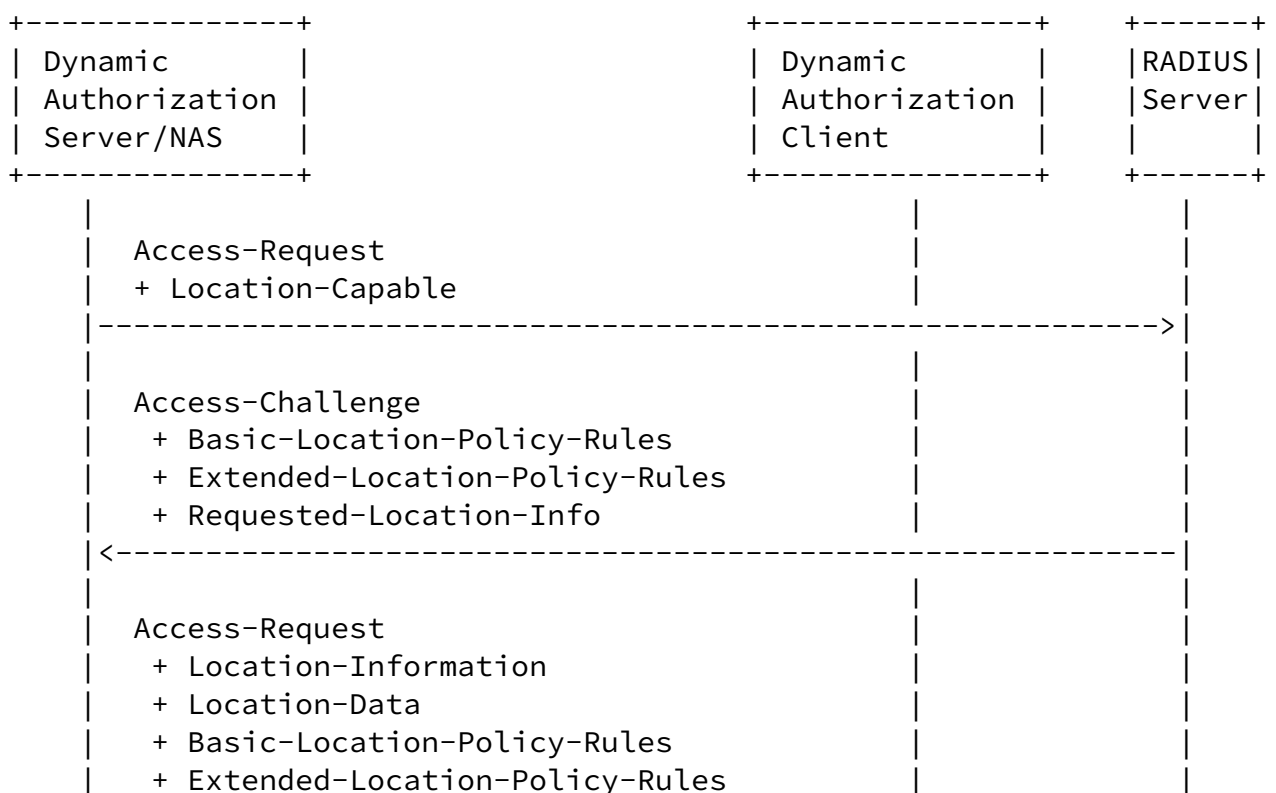 +---------------+                        +---------------+    +------+
| Dynamic       |                        | Dynamic       |    |RADIUS|
| Authorization |                        | Authorization |    |Server|
| Server/NAS    |                        | Client        |    |      |
+---------------+                        +---------------+    +------+
    |                                             |              |
    |  Access-Request                             |              |
    |  + Location-Capable                         |              |
    |----------------------------------------------------------->|
    |                                             |              |
    |  Access-Challenge                           |              |
    |   + Basic-Location-Policy-Rules             |              |
    |   + Extended-Location-Policy-Rules          |              |
    |   + Requested-Location-Info                 |              |
    |<-----------------------------------------------------------|
    |                                             |              |
    |  Access-Request                             |              |
    |   + Location-Information                    |              |
    |   + Location-Data                           |              |
    |   + Basic-Location-Policy-Rules             |              |
    |   + Extended-Location-Policy-Rules          |              |